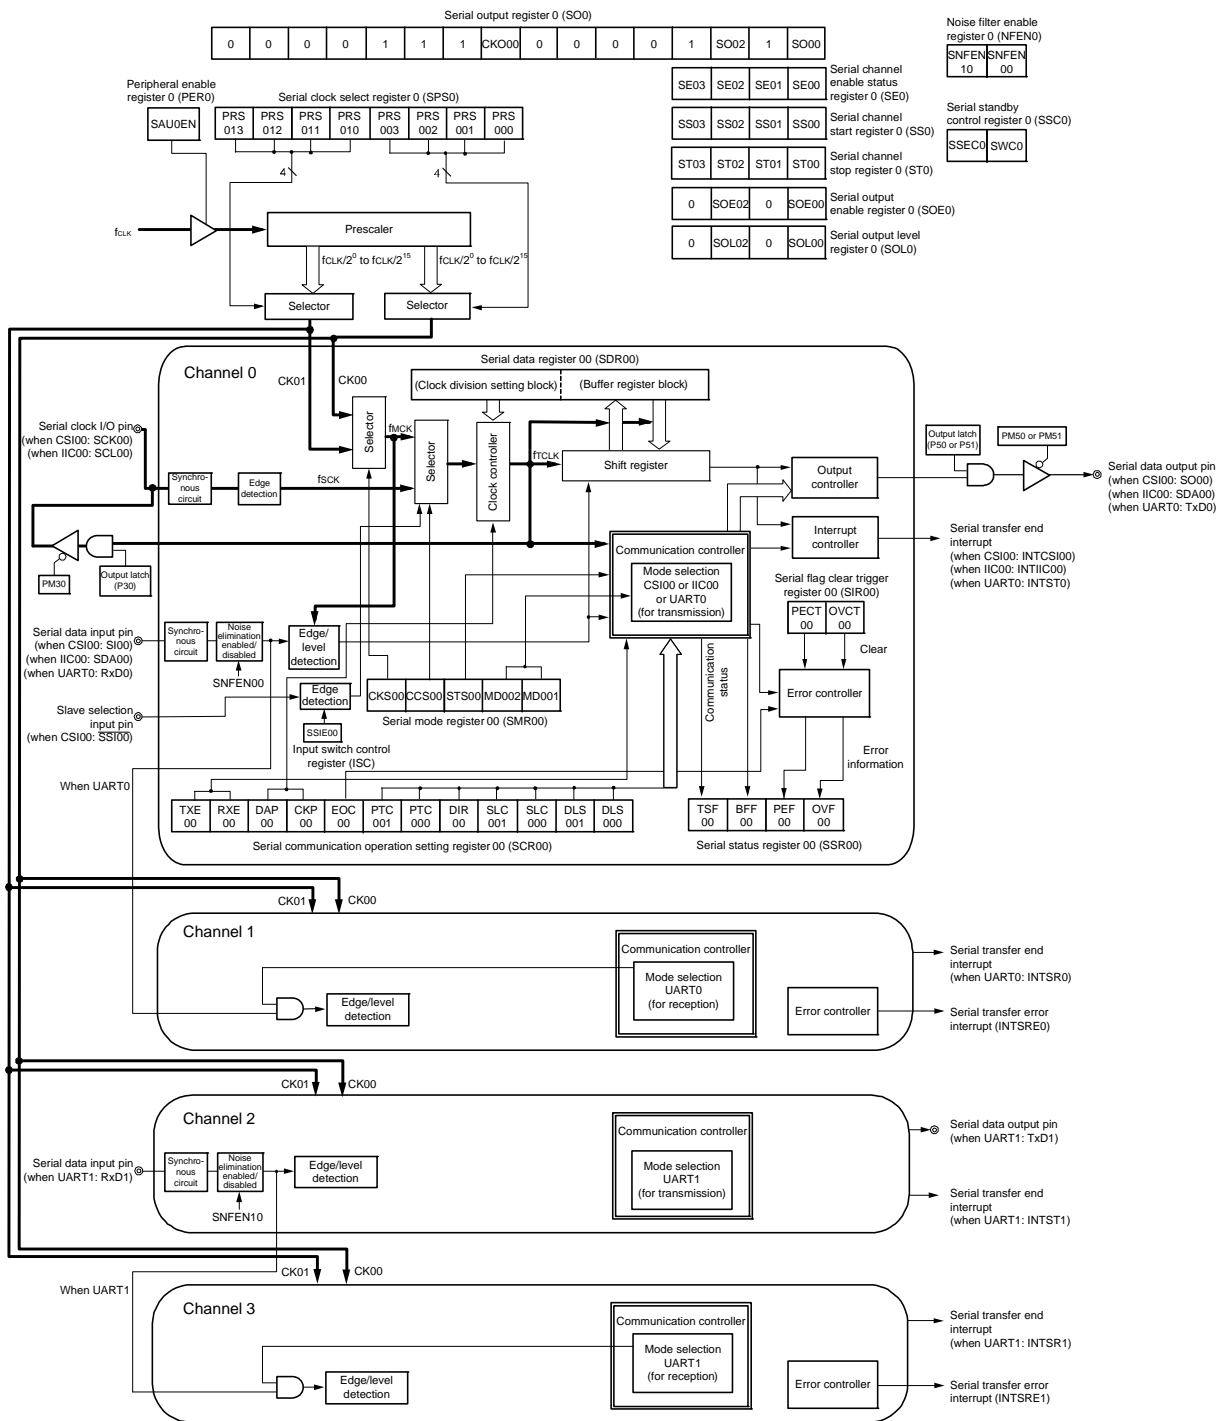 Serial output register 0 (SO0)
0 0 0 0 1 1 1 CKO00 0 0 0 0 1 SO02 1 SO00
Noise filter enable
register 0 (NFEN0)
SNFEN SNFEN
10 00
Peripheral enable
register 0 (PER0)
SAU0EN
Serial clock select register 0 (SPS0)
PRS PRS PRS PRS PRS PRS PRS PRS
013 012 011 010 003 002 001 000
4 4
SE03 SE02 SE01 SE00
Serial channel
enable status
register 0 (SE0)
SS03 SS02 SS01 SS00
Serial channel
start register 0 (SS0)
ST03 ST02 ST01 ST00
Serial channel
stop register 0 (ST0)
0 SOE02 0 SOE00
Serial output
enable register 0 (SOE0)
0 SOL02 0 SOL00
Serial output level
register 0 (SOL0)
Serial standby
control register 0 (SSC0)
SSEC0 SWC0
fCLK
Prescaler
fCLK/2⁰ to fCLK/2¹⁵ fCLK/2⁰ to fCLK/2¹⁵
Selector Selector
Channel 0
CK01 CK00
Serial data register 00 (SDR00)
(Clock division setting block) (Buffer register block)
Serial clock I/O pin
(when CSI00: SCK00)
(when IIC00: SCL00)
Synchro-
nous
circuit
Edge
detection
fSCK
Selector
fMCK
Selector
Clock controller
fTCLK
Shift register
Output
controller
Interrupt
controller
Output latch
(P50 or P51)
PM50 or PM51
Serial data output pin
(when CSI00: SO00)
(when IIC00: SDA00)
(when UART0: TxD0)
Serial transfer end
interrupt
(when CSI00: INTCSI00)
(when IIC00: INTIIC00)
(when UART0: INTST0)
PM30
Output latch
(P30)
Communication controller
Mode selection
CSI00 or IIC00
or UART0
(for transmission)
Serial flag clear trigger
register 00 (SIR00)
PECT OVCT
00 00
Clear
Error controller
Error
information
Communication
status
Serial data input pin
(when CSI00: SI00)
(when IIC00: SDA00)
(when UART0: RxD0)
Synchro-
nous
circuit
Noise
elimination
enabled/
disabled
SNFEN00
Edge/
level
detection
Slave selection
input pin
(when CSI00: S̅S̅I̅0̅0̅)
Edge
detection
SSIE00
Input switch control
register (ISC)
CKS00 CCS00 STS00 MD002 MD001
Serial mode register 00 (SMR00)
When UART0
TXE RXE DAP CKP EOC PTC PTC DIR SLC SLC DLS DLS
00 00 00 00 00 001 000 00 001 000 001 000
Serial communication operation setting register 00 (SCR00)
TSF BFF PEF OVF
00 00 00 00
Serial status register 00 (SSR00)
CK01 CK00
Channel 1
Communication controller
Mode selection
UART0
(for reception)
Edge/level
detection
Error controller
Serial transfer end
interrupt
(when UART0: INTSR0)
Serial transfer error
interrupt (INTSRE0)
CK01 CK00
Channel 2
Communication controller
Mode selection
UART1
(for transmission)
Serial data input pin
(when UART1: RxD1)
Synchro-
nous
circuit
Noise
elimination
enabled/
disabled
SNFEN10
Edge/level
detection
Serial data output pin
(when UART1: TxD1)
Serial transfer end
interrupt
(when UART1: INTST1)
When UART1
CK01 CK00
Channel 3
Communication controller
Mode selection
UART1
(for reception)
Edge/level
detection
Error controller
Serial transfer end
interrupt
(when UART1: INTSR1)
Serial transfer error
interrupt (INTSRE1)